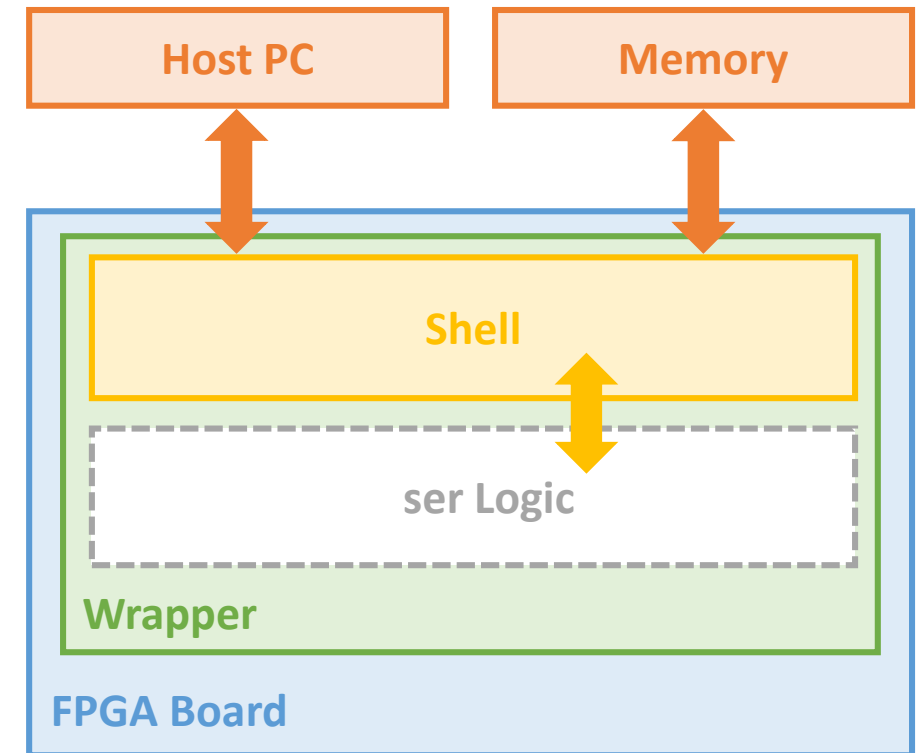 Host PC
Memory
Shell
ser Logic
Wrapper
FPGA Board